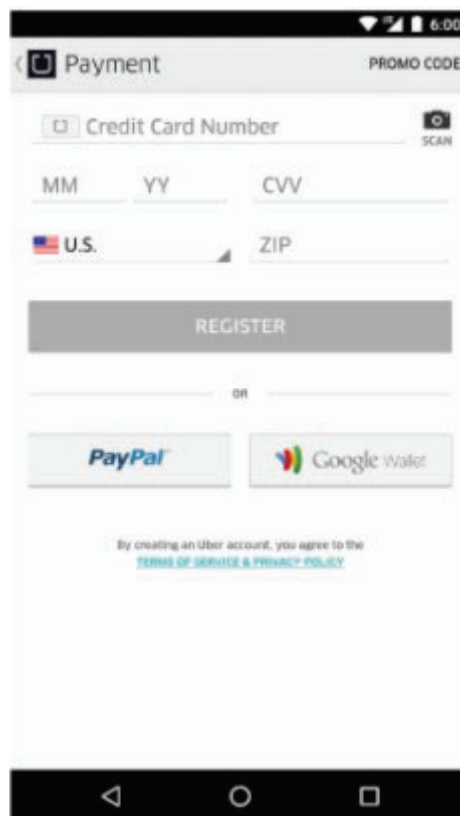 6:00
Payment PROMO CODE
Credit Card Number
SCAN
MM YY CVV
U.S. ZIP
REGISTER
OR
PayPal Google Wallet
By creating an Uber account, you agree to the
TERMS OF SERVICE & PRIVACY POLICY